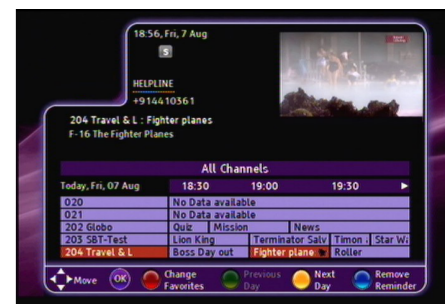 18:56, Fri, 7 Aug
S
HELPLINE
+914410361
204 Travel & L : Fighter planes
F-16 The Fighter Planes
All Channels
Today, Fri, 07 Aug 18:30 19:00 19:30
020 No Data available
021 No Data available
202 Globo Quiz Mission News
203 SBT-Test Lion King Terminator Salv Timon . Star Wa
204 Travel & L Boss Day out Fighter plane Roller
Move OK Change Favorites Previous Day Next Day Remove Reminder